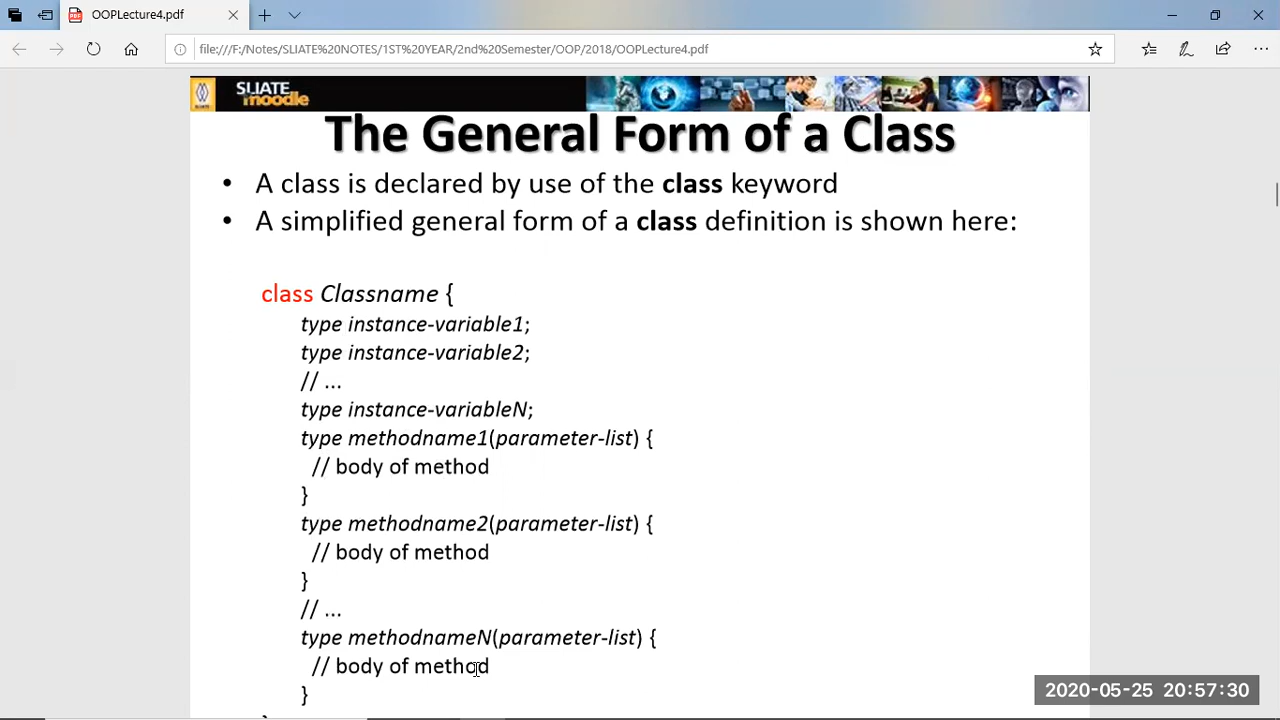 OOPLecture4.pdf
file:///F:/Notes/SLIATE%20NOTES/1ST%20YEAR/2nd%20Semester/OOP/2018/OOPLecture4.pdf
SLIATE
moodle
The General Form of a Class
• A class is declared by use of the class keyword
• A simplified general form of a class definition is shown here:
class Classname {
type instance-variable1;
type instance-variable2;
// ...
type instance-variableN;
type methodname1(parameter-list) {
// body of method
}
type methodname2(parameter-list) {
// body of method
}
// ...
type methodnameN(parameter-list) {
// body of method
}
2020-05-25 20:57:30